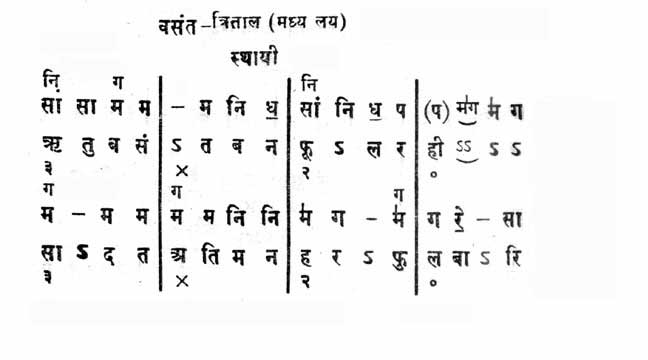 वसंत–त्रिताल (मध्य लय)
स्थायी
नि ग नि
सां सा म म | – म नि ध॒ | सां नि ध॒ प | (प) म॑ग म॑ ग
ऋ तु ब सं | ऽ त ब न | फू ऽ ल र | ही ऽऽ ऽ ऽ
३ × २ ०
ग ग ग
म – म म | म म नि नि | म॑ ग – म॑ | ग रे॒ – सा
सा ऽ द त | अ ति म न | ह र ऽ फु | ल बा ऽ रि
३ × २ ०